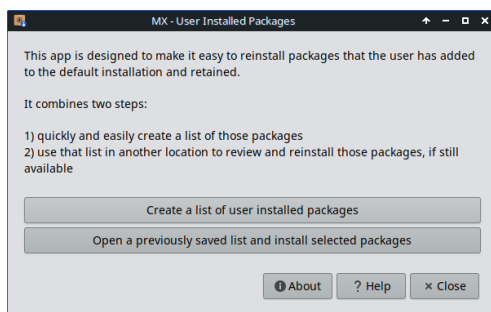 MX - User Installed Packages
This app is designed to make it easy to reinstall packages that the user has added
to the default installation and retained.
It combines two steps:
1) quickly and easily create a list of those packages
2) use that list in another location to review and reinstall those packages, if still
available
Create a list of user installed packages
Open a previously saved list and install selected packages
About
? Help
× Close